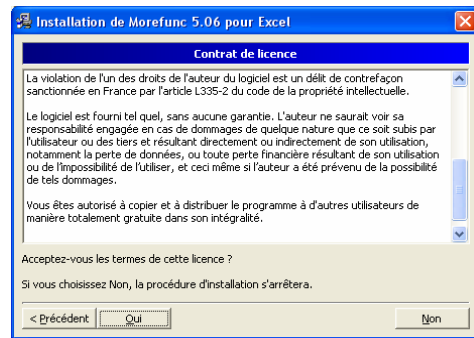 Installation de Morefunc 5.06 pour Excel
Contrat de licence
La violation de l'un des droits de l'auteur du logiciel est un délit de contrefaçon
sanctionnée en France par l'article L335-2 du code de la propriété intellectuelle.
Le logiciel est fourni tel quel, sans aucune garantie. L'auteur ne saurait voir sa
responsabilité engagée en cas de dommages de quelque nature que ce soit subis par
l'utilisateur ou des tiers et résultant directement ou indirectement de son utilisation,
notamment la perte de données, ou toute perte financière résultant de son utilisation
ou de l'impossibilité de l'utiliser, et ceci même si l'auteur a été prévenu de la possibilité
de tels dommages.
Vous êtes autorisé à copier et à distribuer le programme à d'autres utilisateurs de
manière totalement gratuite dans son intégralité.
Acceptez-vous les termes de cette licence ?
Si vous choisissez Non, la procédure d'installation s'arrêtera.
< Précédent Oui Non